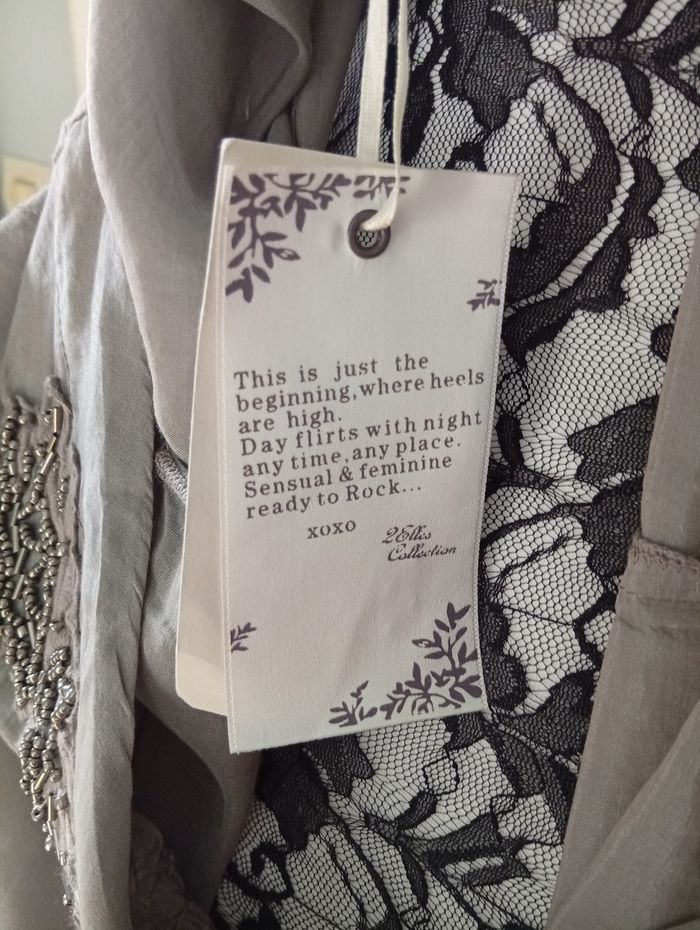 This is just the
beginning,where heels
are high.
Day flirts with night
any time,any place.
Sensual & feminine
ready to Rock...
xoxo
2Elles
Collection